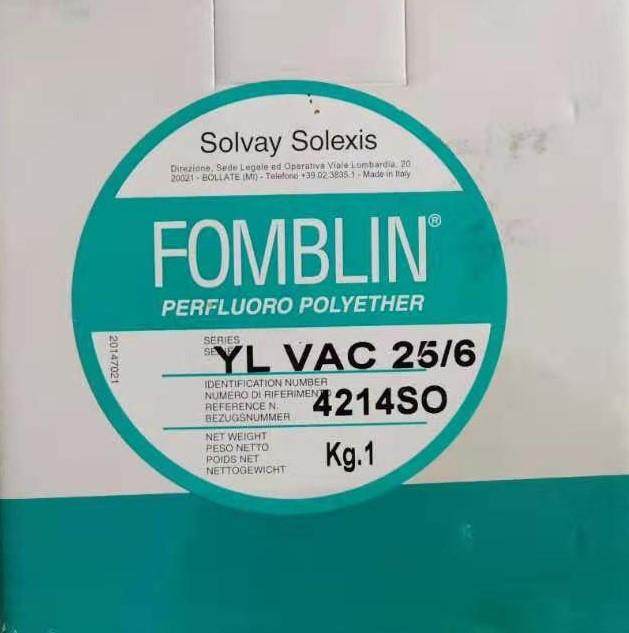 Solvay Solexis
Direzione, Sede Legale ed Operativa Viale Lombardia, 20
20021 - BOLLATE (MI) - Telefono +39.02.3835.1 - Made in Italy
FOMBLIN®
PERFLUORO POLYETHER
20147021
SERIES
YL VAC 25/6
IDENTIFICATION NUMBER
NUMERO DI RIFERIMENTO
REFERENCE N.
BEZUGSNUMMER
4214SO
NET WEIGHT
PESO NETTO
POIDS NET
NETTOGEWICHT
Kg.1